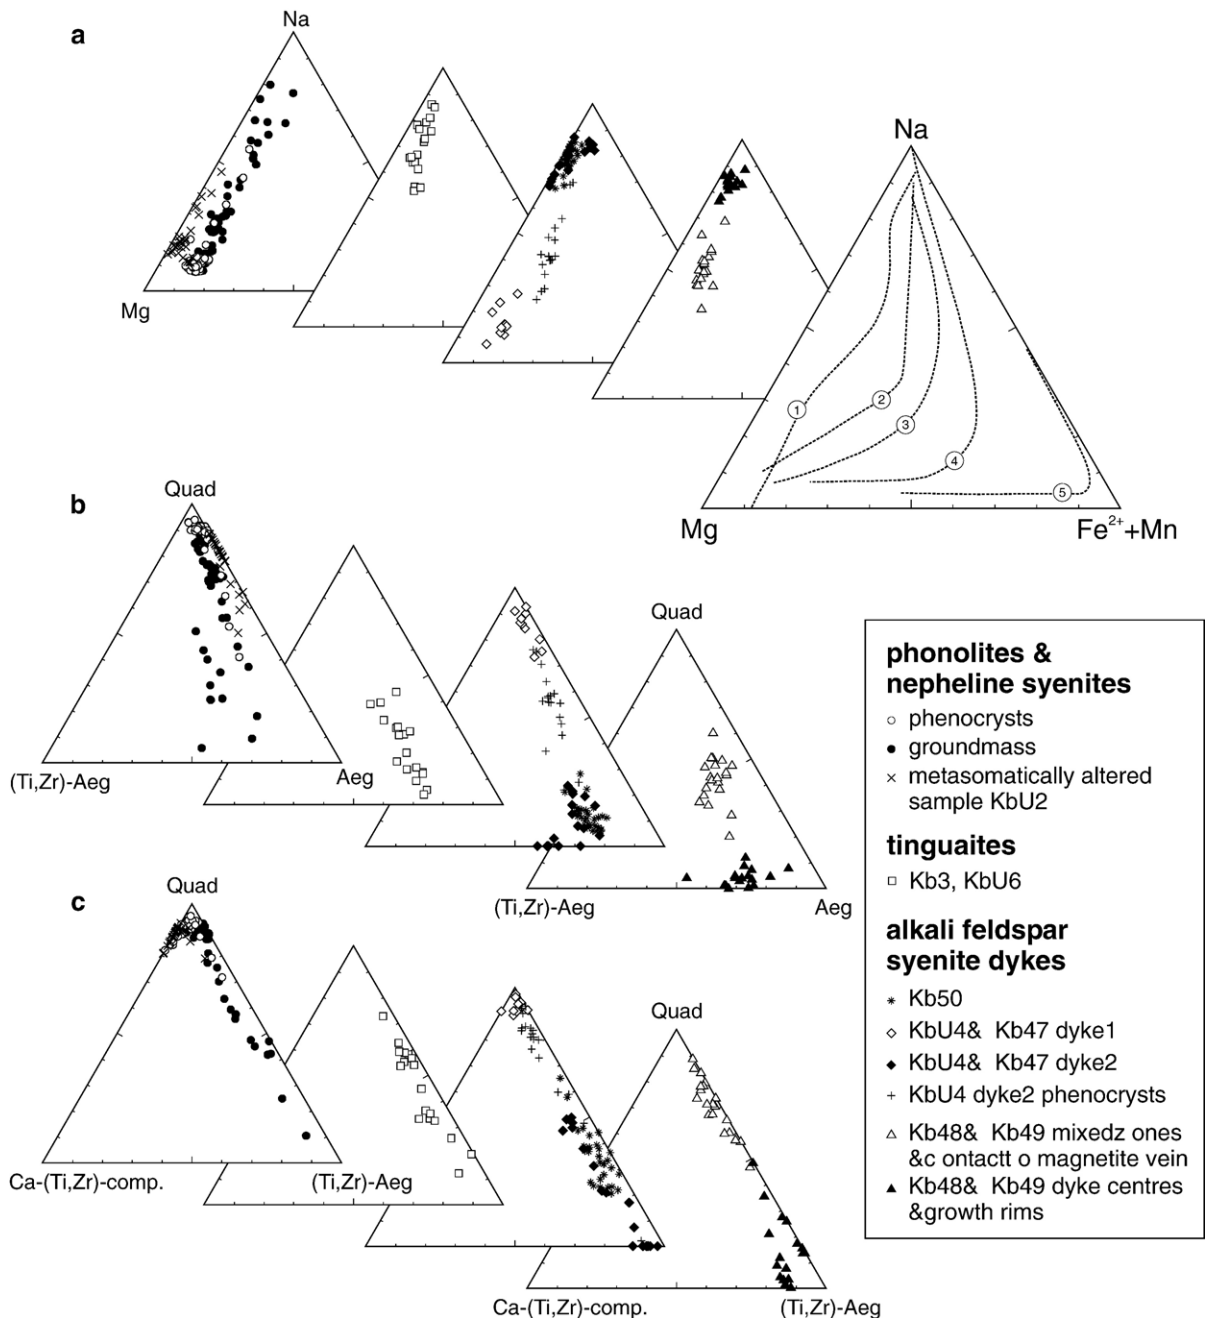 a
Na
Na
1
2
3
4
5
Mg
Mg
Fe²⁺+Mn
b
Quad
Quad
(Ti,Zr)-Aeg
Aeg
(Ti,Zr)-Aeg
Aeg
c
Quad
Quad
Ca-(Ti,Zr)-comp.
(Ti,Zr)-Aeg
Ca-(Ti,Zr)-comp.
(Ti,Zr)-Aeg
phonolites &
nepheline syenites
phenocrysts
groundmass
metasomatically altered
sample KbU2
tinguaites
Kb3, KbU6
alkali feldspar
syenite dykes
Kb50
KbU4& Kb47 dyke1
KbU4& Kb47 dyke2
KbU4 dyke2 phenocrysts
Kb48& Kb49 mixedz ones
&c ontactt o magnetite vein
Kb48& Kb49 dyke centres
&growth rims